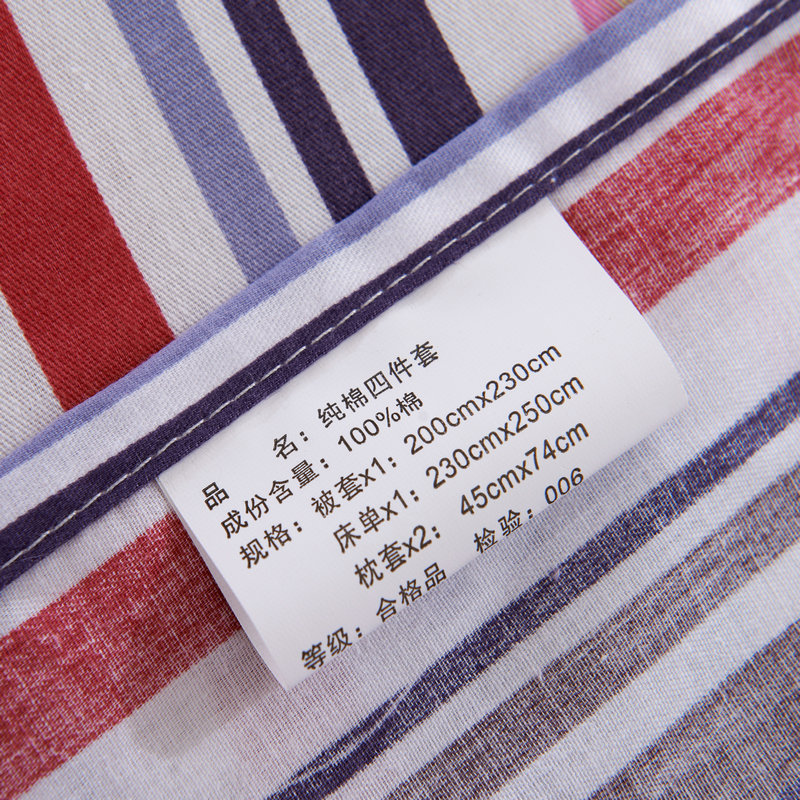 品 名：纯棉四件套
成份含量：100%棉
规格：被套x1：200cmx230cm
床单x1：230cmx250cm
枕套x2：45cmx74cm
等级：合格品 检验：006